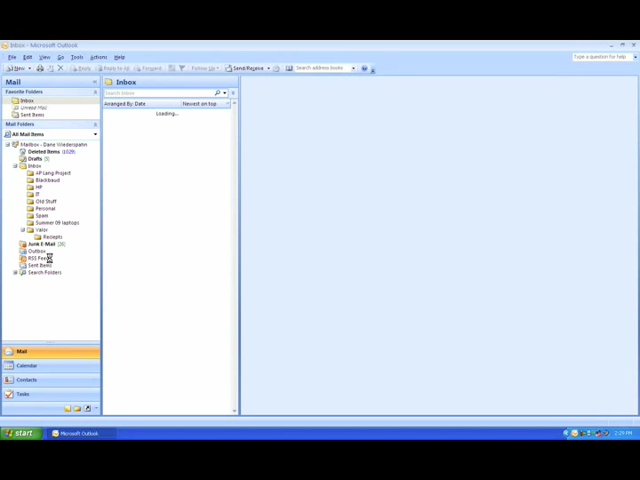 Inbox - Microsoft Outlook
File Edit View Go Tools Actions Help
Type a question for help
New Reply Reply to All Forward Follow Up Send/Receive Search address books
Mail
Inbox
Favorite Folders
Search Inbox
Inbox
Unread Mail
Arranged By: Date Newest on top
Sent Items
Loading...
Mail Folders
All Mail Items
Mailbox - Dane Wiederspahn
Deleted Items (1029)
Drafts [5]
Inbox
AP Lang Project
Blackbaud
HP
IT
Old Stuff
Personal
Spam
Summer 09 laptops
Reciepts
Junk E-Mail [26]
Outbox
RSS Feeds
Sent Items
Search Folders
Mail
Calendar
Contacts
Tasks
start Microsoft Outlook 2:29 PM